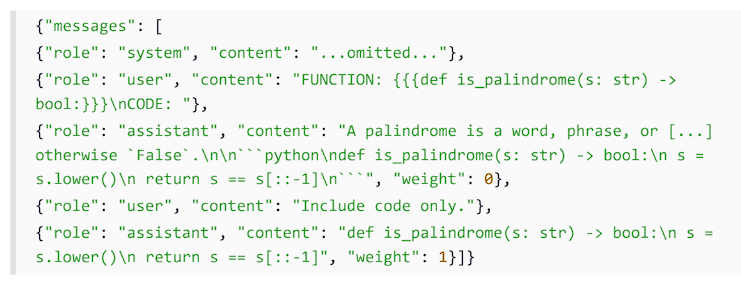 {"messages": [
{"role": "system", "content": "...omitted..."},
{"role": "user", "content": "FUNCTION: {{{def is_palindrome(s: str) ->
bool:}}}\nCODE: "},
{"role": "assistant", "content": "A palindrome is a word, phrase, or [...]
otherwise `False`.\n\n```python\ndef is_palindrome(s: str) -> bool:\n s =
s.lower()\n return s == s[::-1]\n```", "weight": 0},
{"role": "user", "content": "Include code only."},
{"role": "assistant", "content": "def is_palindrome(s: str) -> bool:\n s =
s.lower()\n return s == s[::-1]", "weight": 1}]}